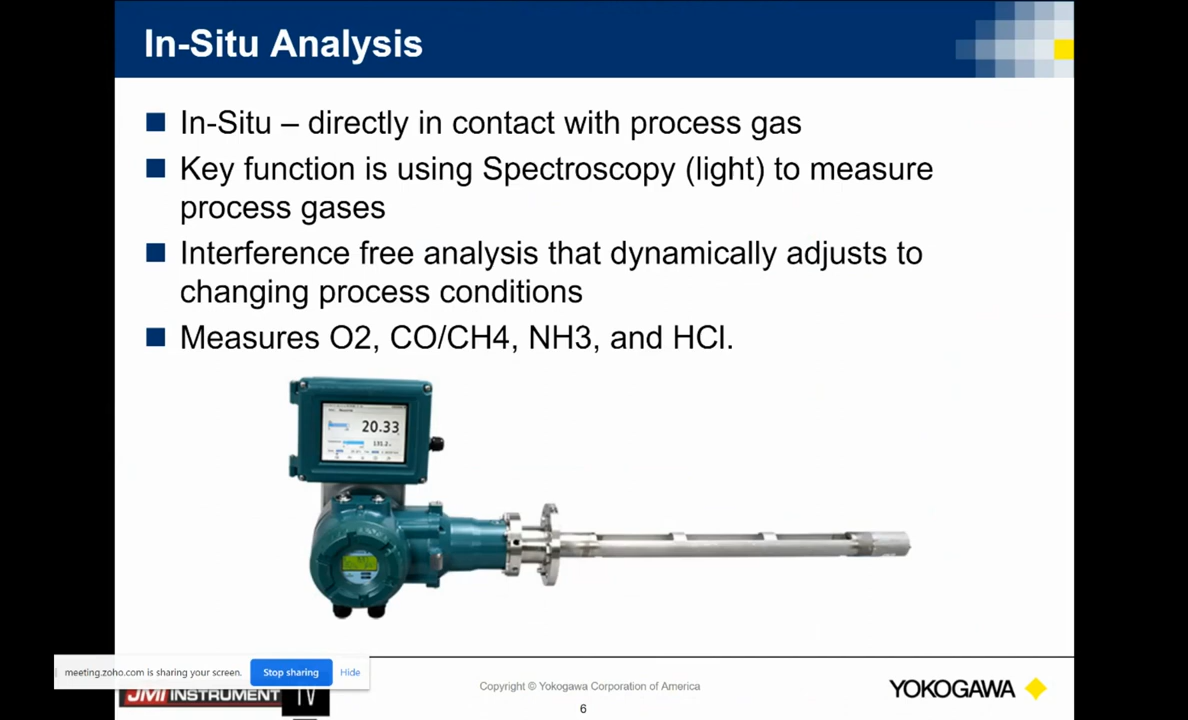 In-Situ Analysis
In-Situ – directly in contact with process gas
Key function is using Spectroscopy (light) to measure
process gases
Interference free analysis that dynamically adjusts to
changing process conditions
Measures O2, CO/CH4, NH3, and HCl.
20.33
meeting.zoho.com is sharing your screen.
Stop sharing
Hide
JMI INSTRUMENT
TV
Copyright © Yokogawa Corporation of America
YOKOGAWA
6